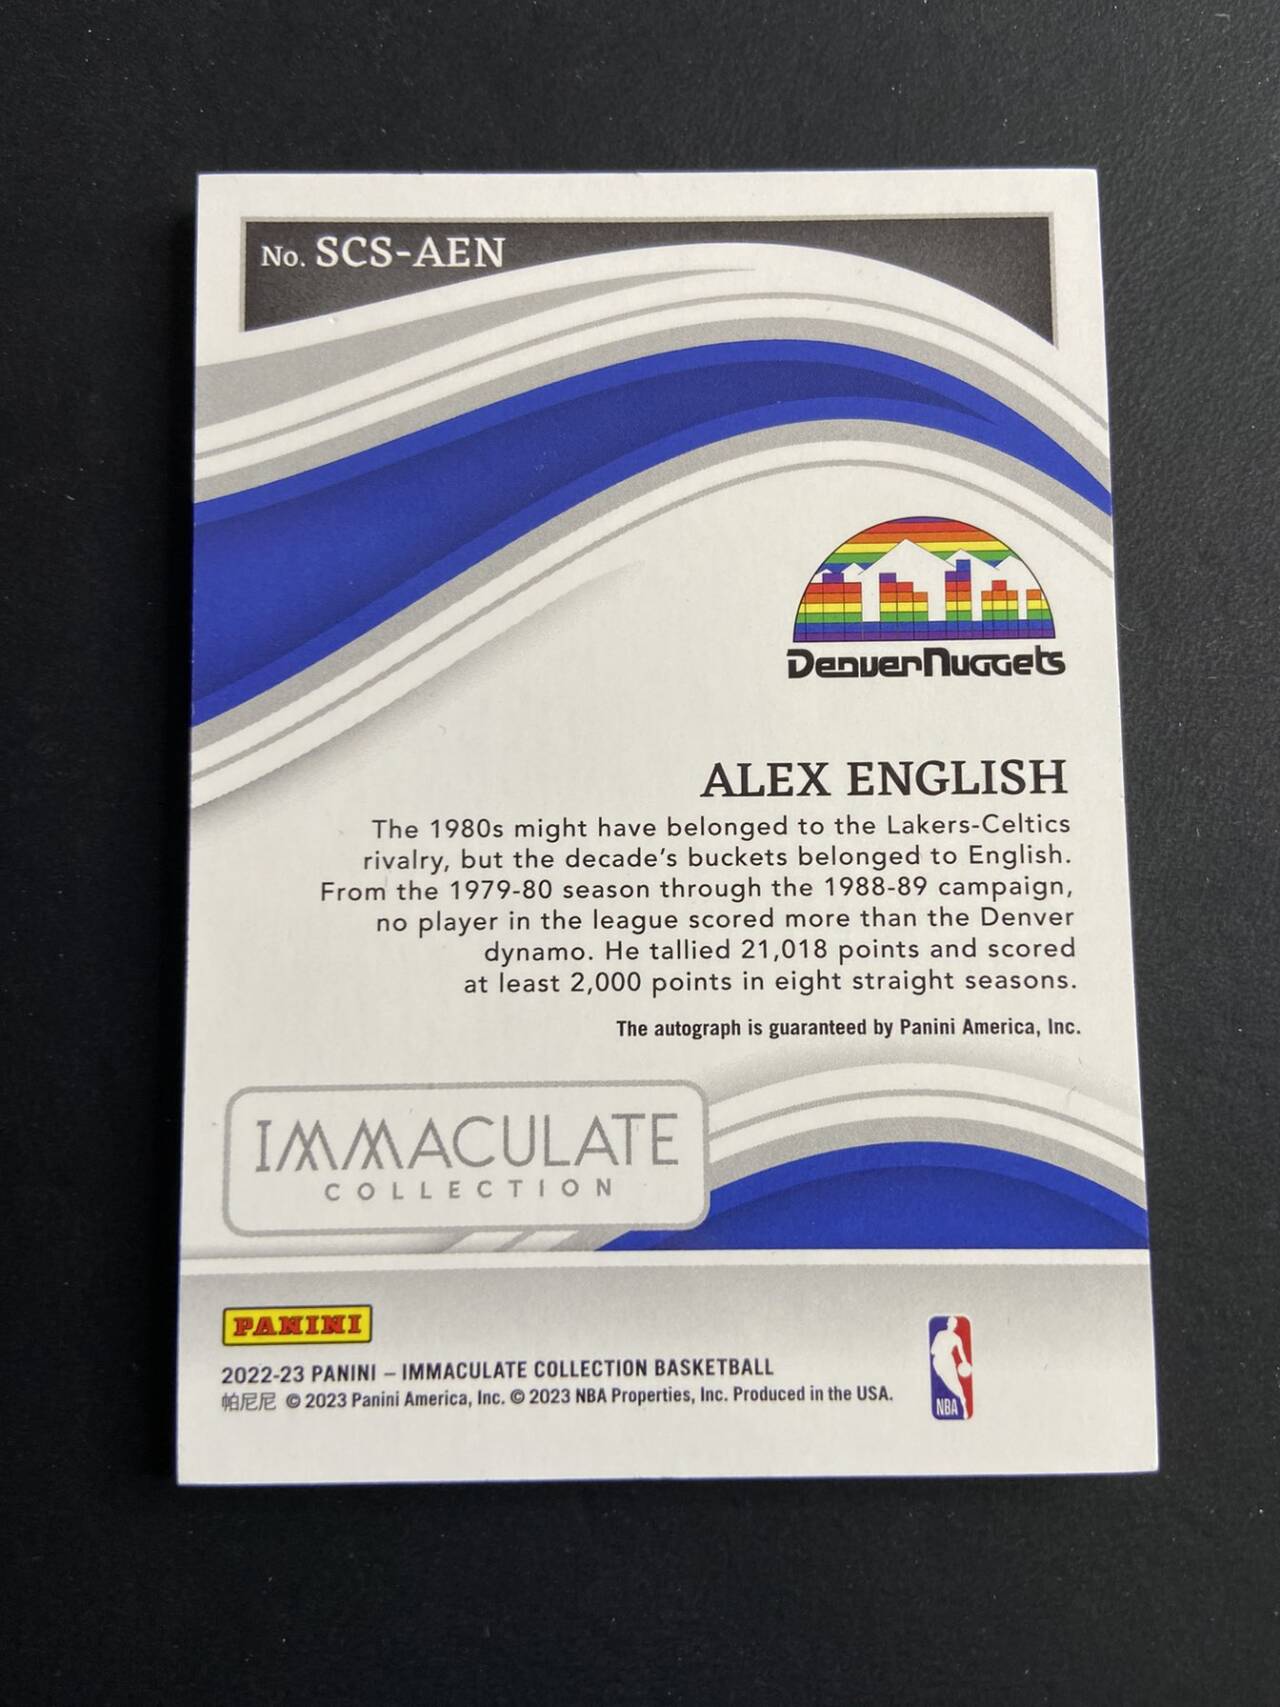 No. SCS-AEN
Denver Nuggets
ALEX ENGLISH
The 1980s might have belonged to the Lakers-Celtics
rivalry, but the decade's buckets belonged to English.
From the 1979-80 season through the 1988-89 campaign,
no player in the league scored more than the Denver
dynamo. He tallied 21,018 points and scored
at least 2,000 points in eight straight seasons.
The autograph is guaranteed by Panini America, Inc.
IMMACULATE
COLLECTION
PANINI
2022-23 PANINI – IMMACULATE COLLECTION BASKETBALL
帕尼尼 © 2023 Panini America, Inc. © 2023 NBA Properties, Inc. Produced in the USA.
NBA